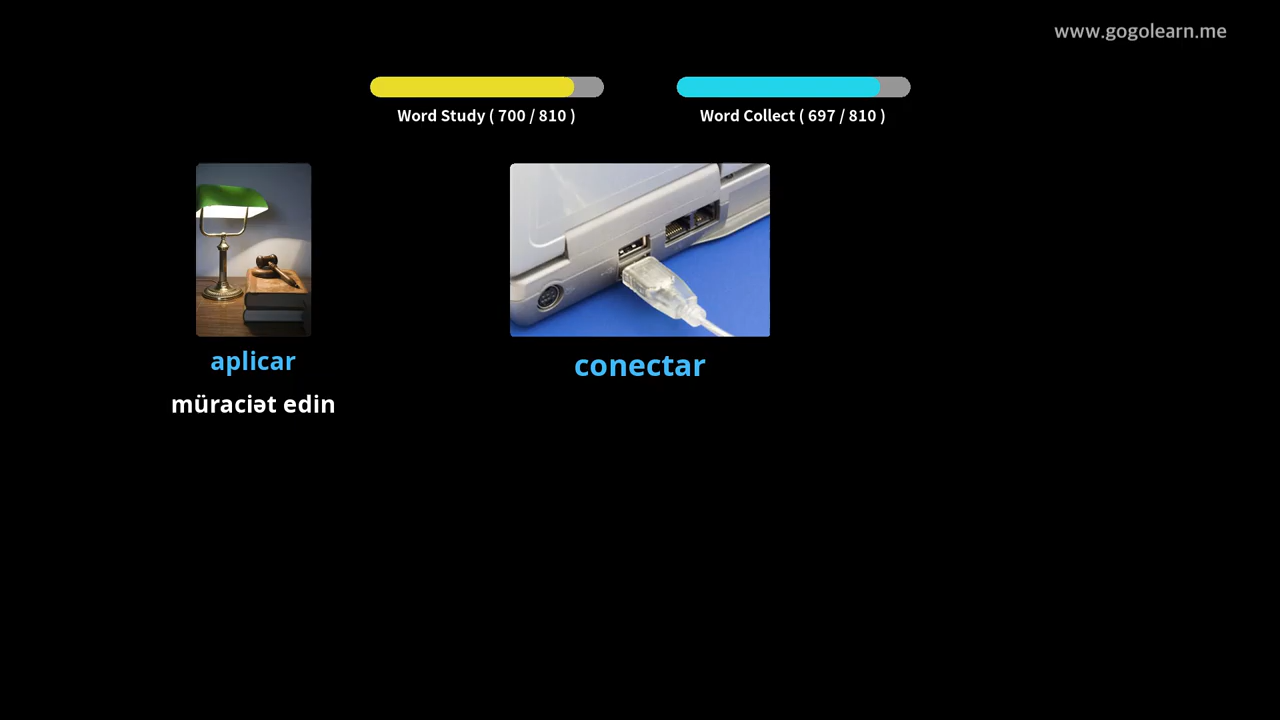 www.gogolearn.me
Word Study ( 700 / 810 )
Word Collect ( 697 / 810 )
aplicar
müraciət edin
conectar